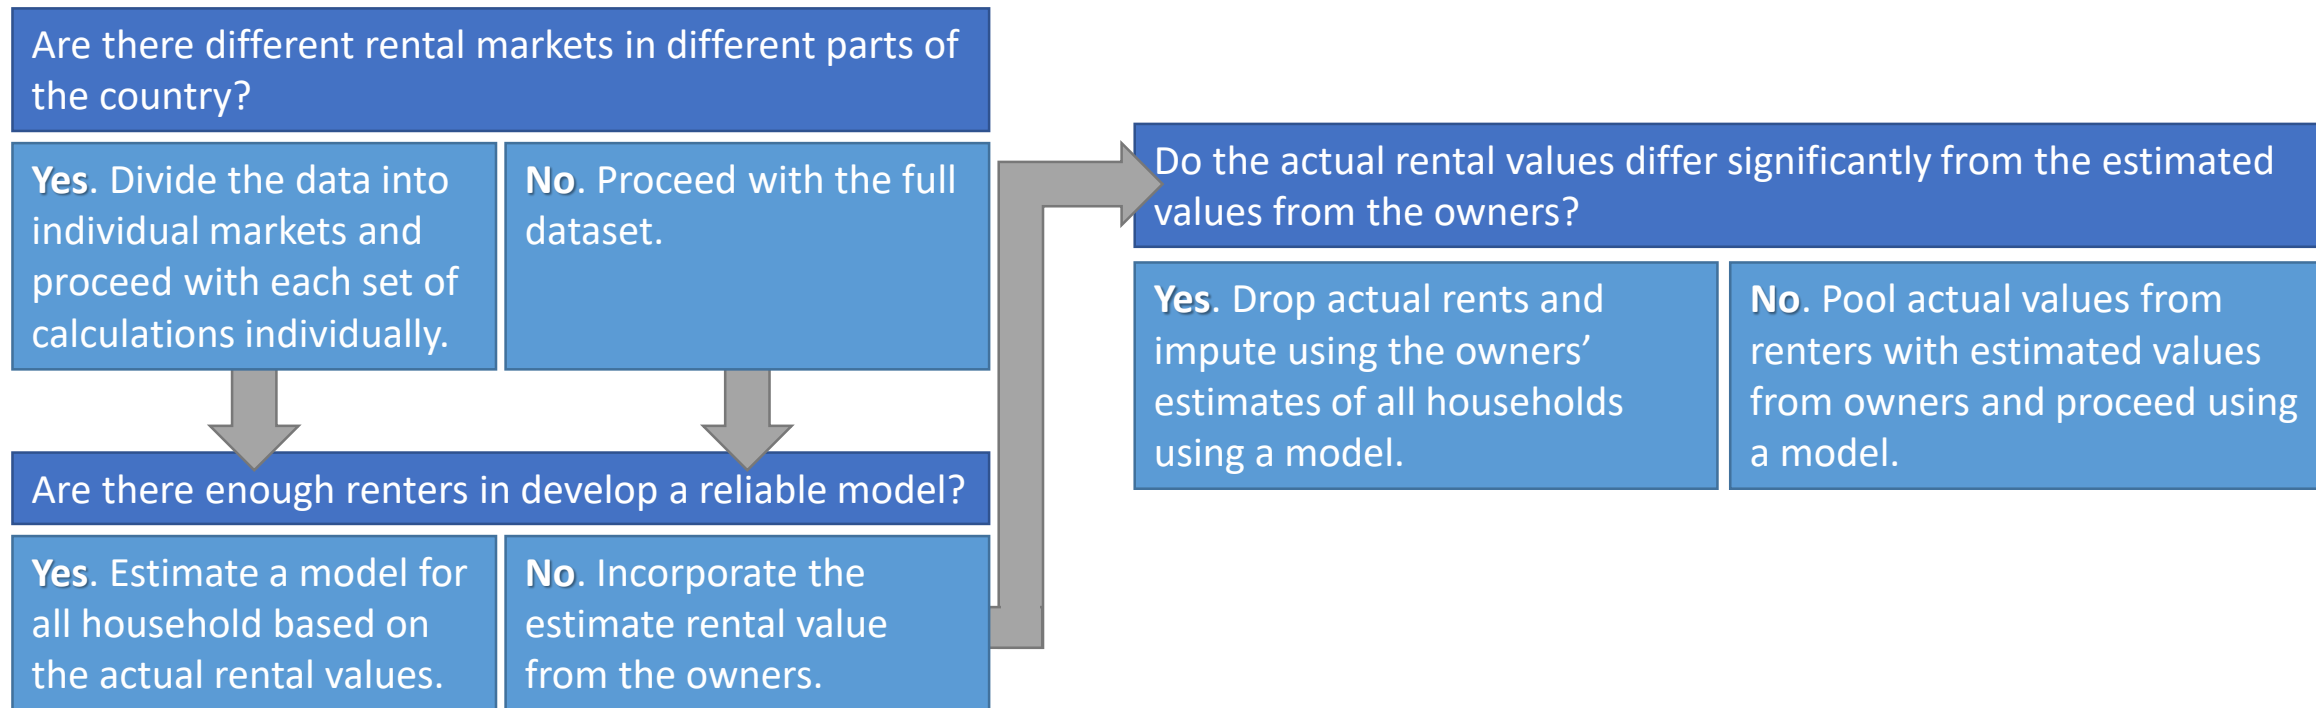 Are there different rental markets in different parts of
the country?
Yes. Divide the data into
individual markets and
proceed with each set of
calculations individually.
No. Proceed with the full
dataset.
Are there enough renters in develop a reliable model?
Yes. Estimate a model for
all household based on
the actual rental values.
No. Incorporate the
estimate rental value
from the owners.
Do the actual rental values differ significantly from the estimated
values from the owners?
Yes. Drop actual rents and
impute using the owners’
estimates of all households
using a model.
No. Pool actual values from
renters with estimated values
from owners and proceed using
a model.